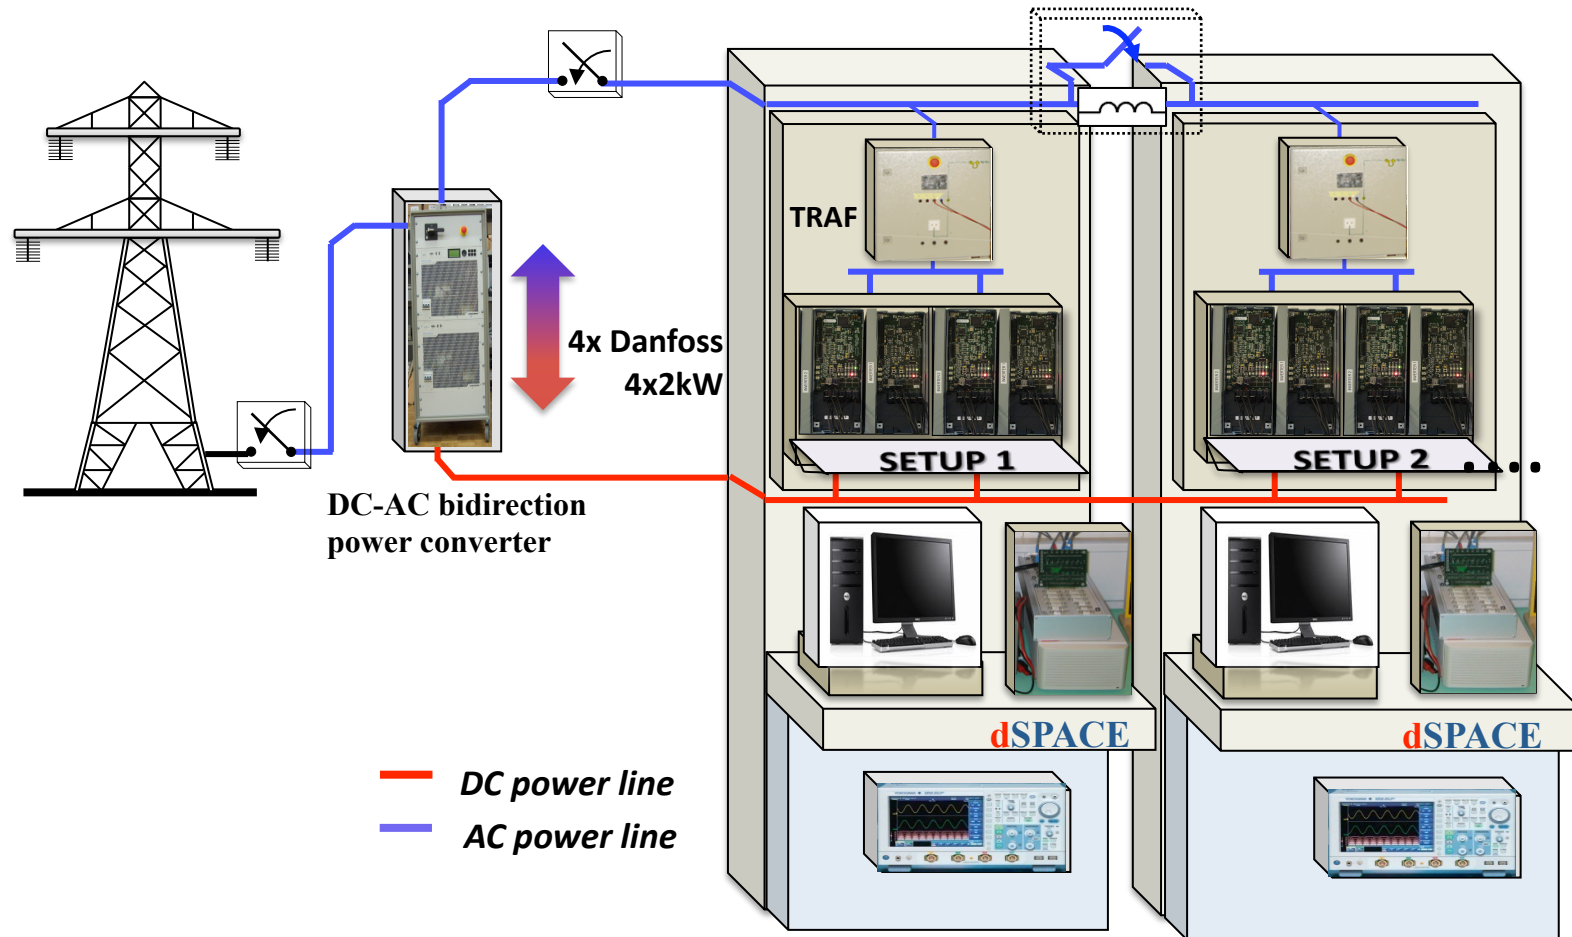 TRAF
4x Danfoss
4x2kW
SETUP 1
SETUP 2
....
DC-AC bidirection
power converter
dSPACE
dSPACE
DC power line
AC power line